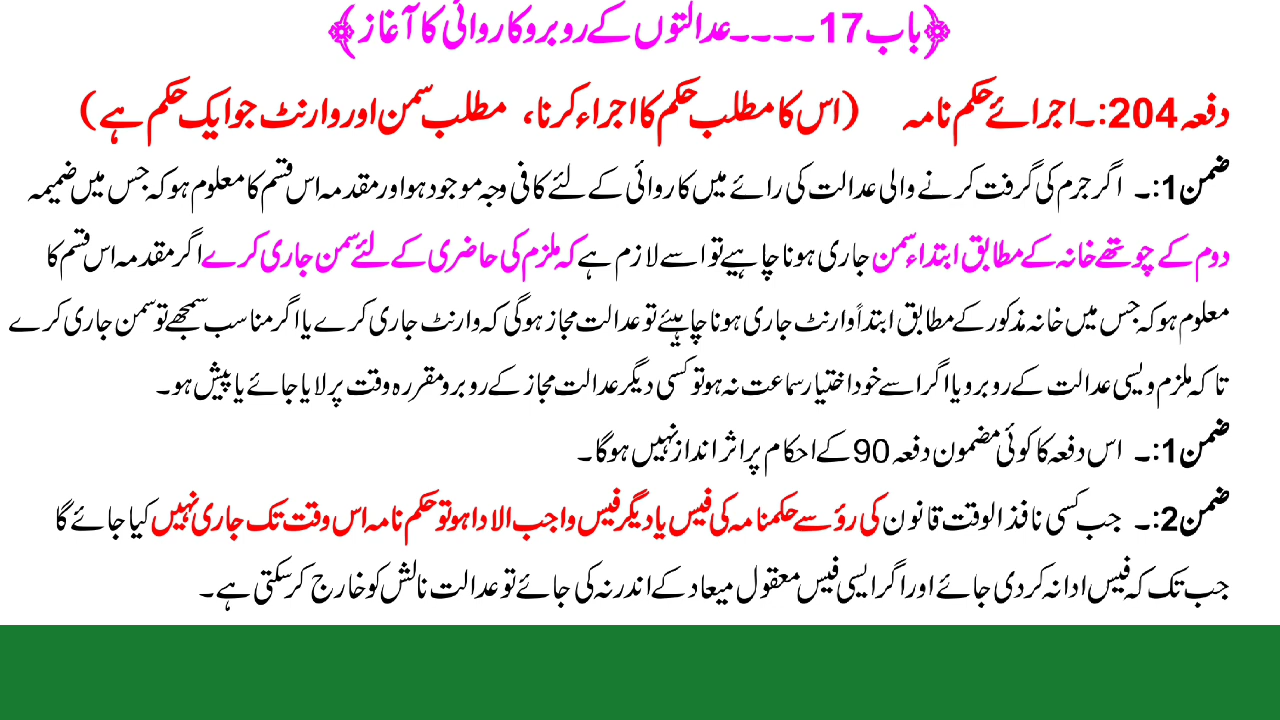 ﴿باب 17 ۔۔۔۔عدالتوں کے روبرو کاروائی کا آغاز﴾
دفعہ 204:۔ اجرائے حکم نامہ (اس کا مطلب حکم کا اجراء کرنا، مطلب سمن اور وارنٹ جو ایک حکم ہے)
ضمن 1:۔ اگر جرم کی گرفت کرنے والی عدالت کی رائے میں کاروائی کے لئے کافی وجہ موجود ہو اور مقدمہ اس قسم کا معلوم ہو کہ جس میں ضمیمہ
دوم کے چوتھے خانہ کے مطابق ابتداء سمن جاری ہونا چاہیے تو اسے لازم ہے کہ ملزم کی حاضری کے لئے سمن جاری کرے اگر مقدمہ اس قسم کا
معلوم ہو کہ جس میں خانہ مذکور کے مطابق ابتدأ وارنٹ جاری ہونا چاہیئے تو عدالت مجاز ہوگی کہ وارنٹ جاری کرے یا اگر مناسب سمجھے تو سمن جاری کرے
تا کہ ملزم ویسی عدالت کے روبرو یا اگر اسے خود اختیار سماعت نہ ہو تو کسی دیگر عدالت مجاز کے روبرو مقررہ وقت پر لایا جائے یا پیش ہو۔
ضمن 1:۔ اس دفعہ کا کوئی مضمون دفعہ 90 کے احکام پر اثر انداز نہیں ہوگا۔
ضمن 2:۔ جب کسی نافذ الوقت قانون کی رؤ سے حکمنامہ کی فیس یا دیگر فیس واجب الادا ہو تو حکم نامہ اس وقت تک جاری نہیں کیا جائے گا
جب تک کہ فیس ادا نہ کر دی جائے اور اگر ایسی فیس معقول میعاد کے اندر نہ کی جائے تو عدالت نالش کو خارج کر سکتی ہے۔